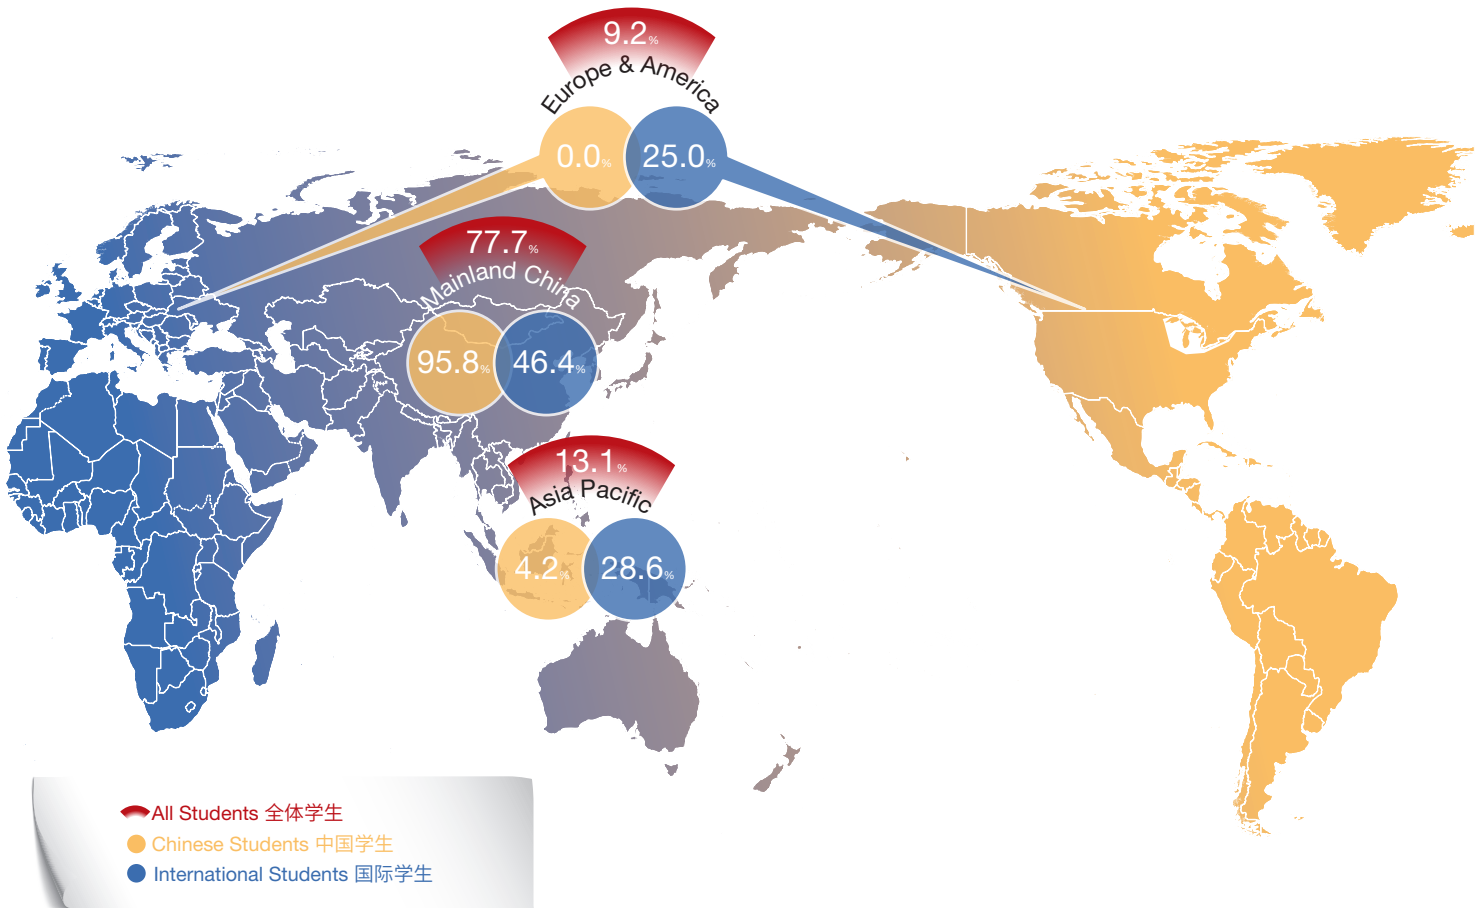 9.2%
Europe & America
0.0%
25.0%
77.7%
Mainland China
95.8%
46.4%
13.1%
Asia Pacific
4.2%
28.6%
All Students 全体学生
Chinese Students 中国学生
International Students 国际学生